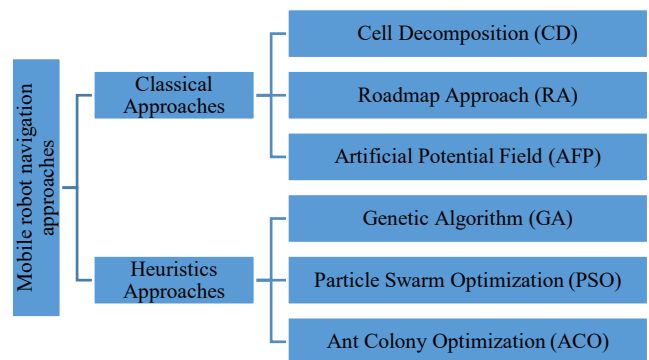 Mobile robot navigation
approaches
Classical
Approaches
Cell Decomposition (CD)
Roadmap Approach (RA)
Artificial Potential Field (AFP)
Heuristics
Approaches
Genetic Algorithm (GA)
Particle Swarm Optimization (PSO)
Ant Colony Optimization (ACO)